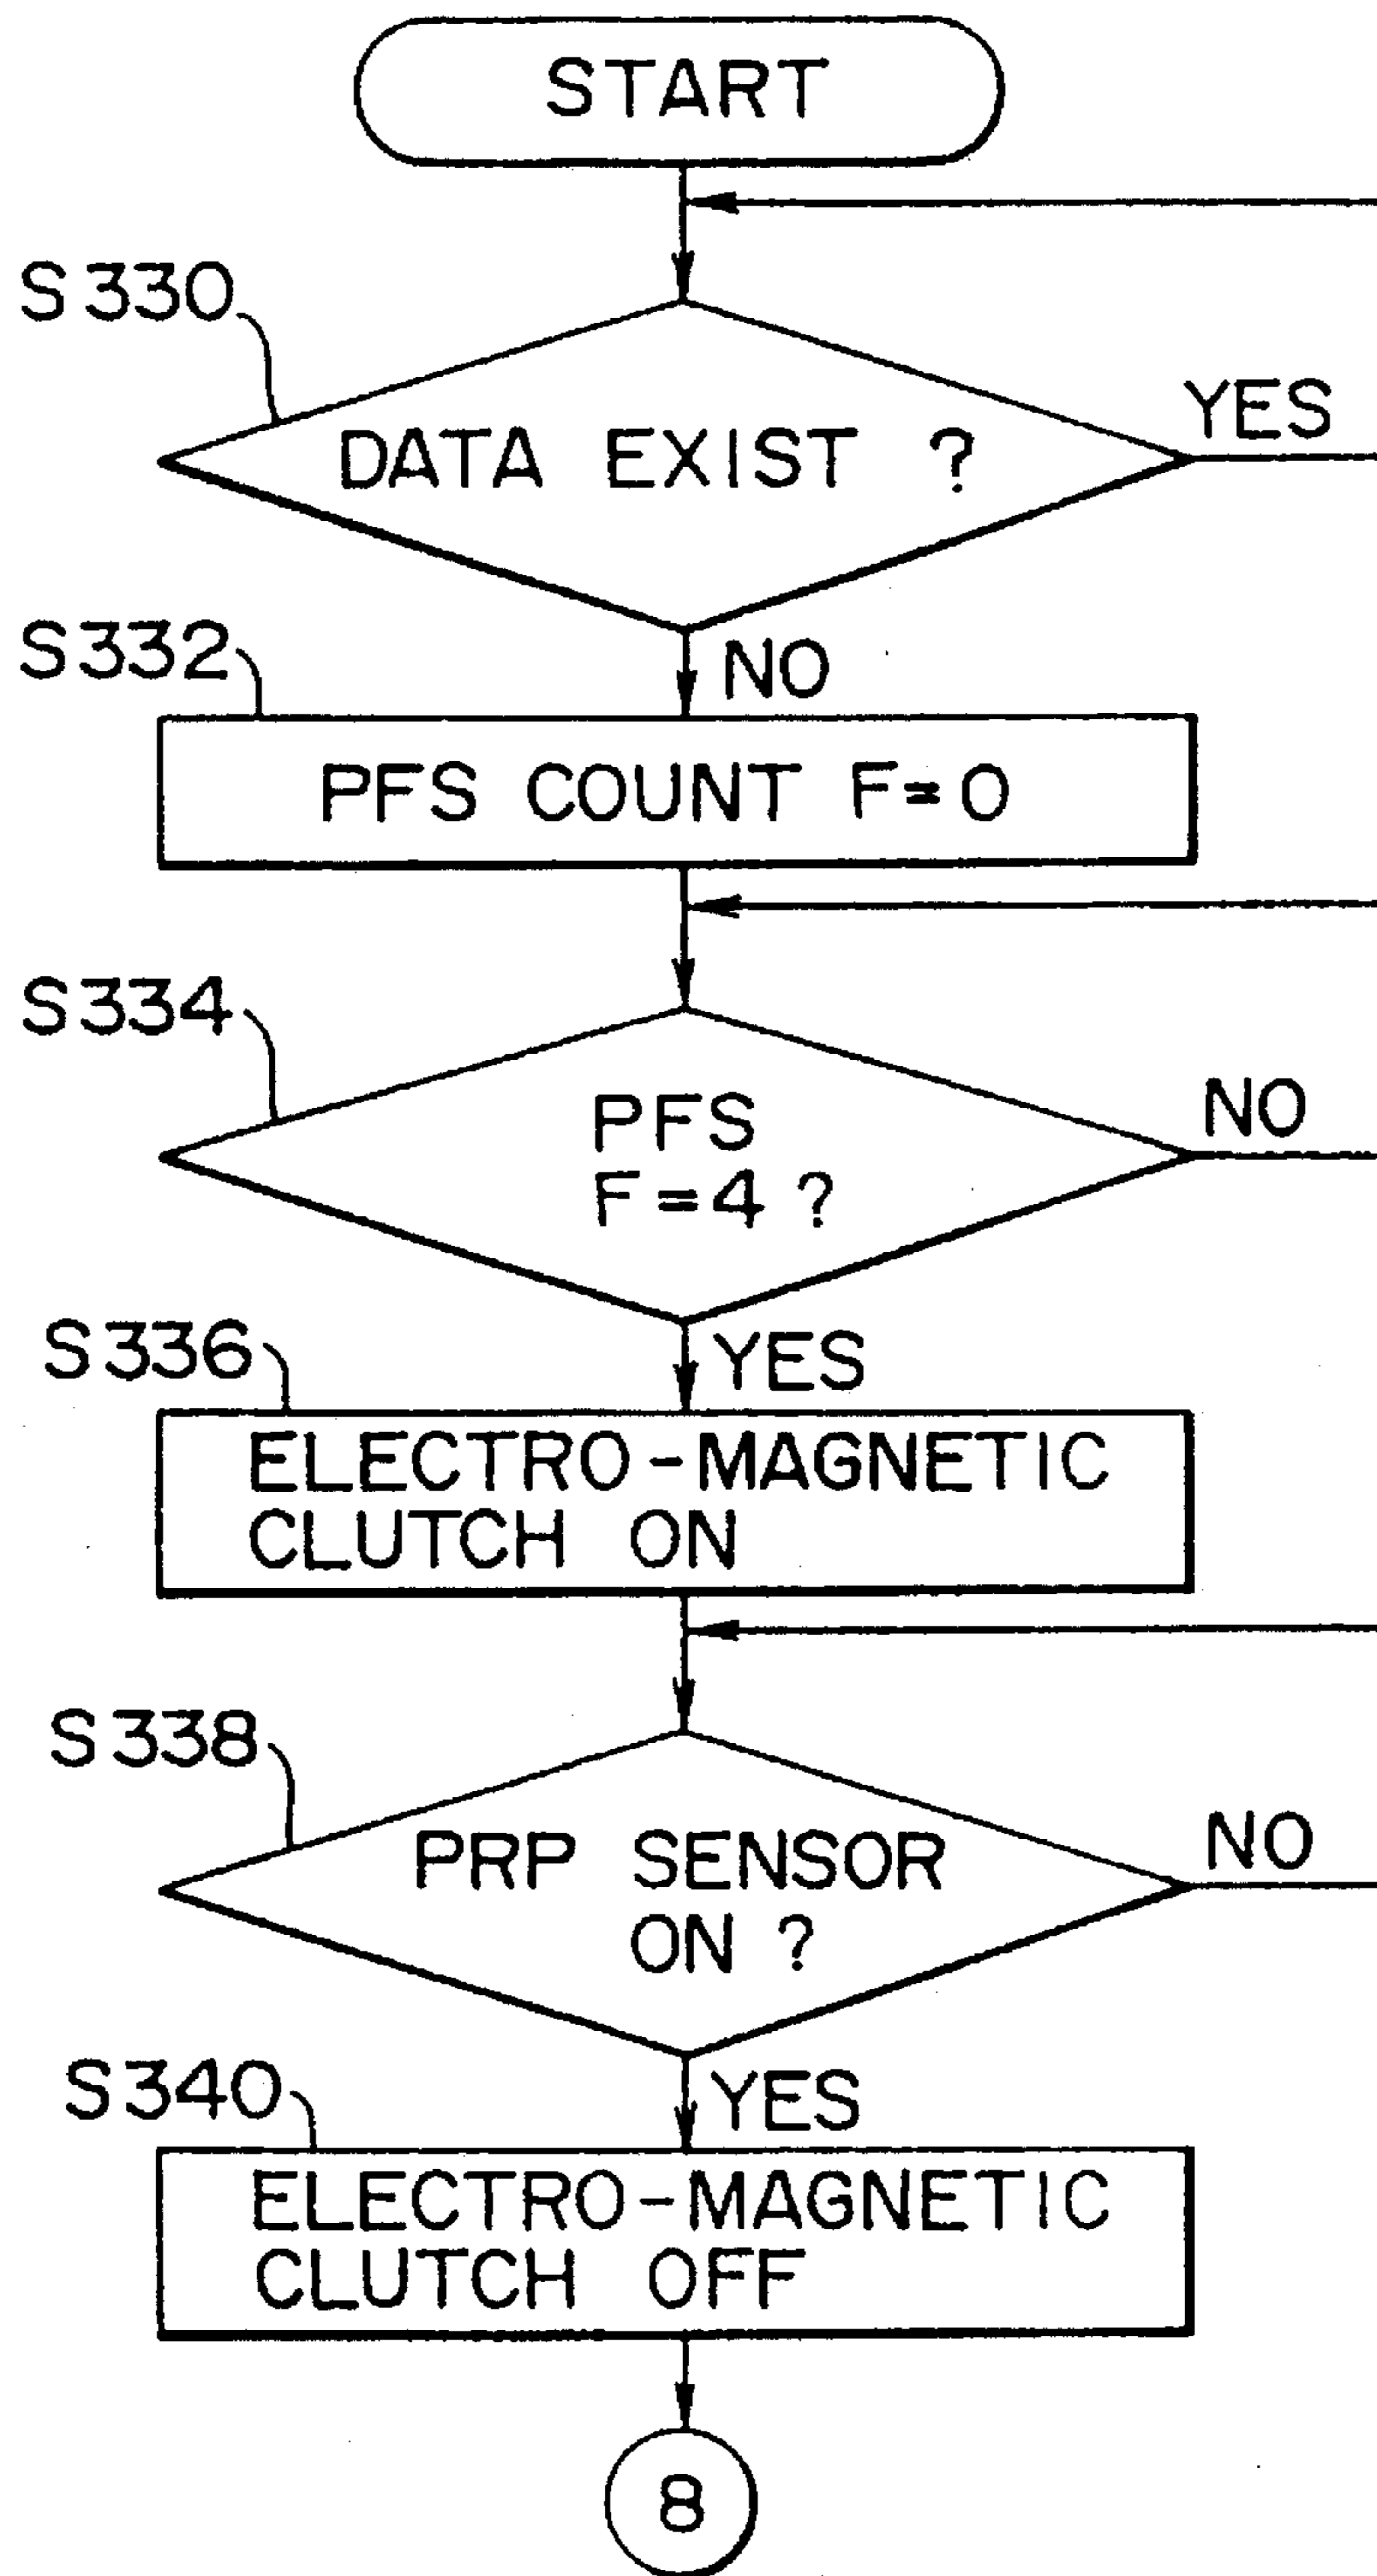 START
S330
DATA EXIST ?
YES
S332
NO
PFS COUNT F=0
S334
PFS
F=4 ?
NO
S336
YES
ELECTRO-MAGNETIC
CLUTCH ON
S338
PRP SENSOR
ON ?
NO
S340
YES
ELECTRO-MAGNETIC
CLUTCH OFF
8